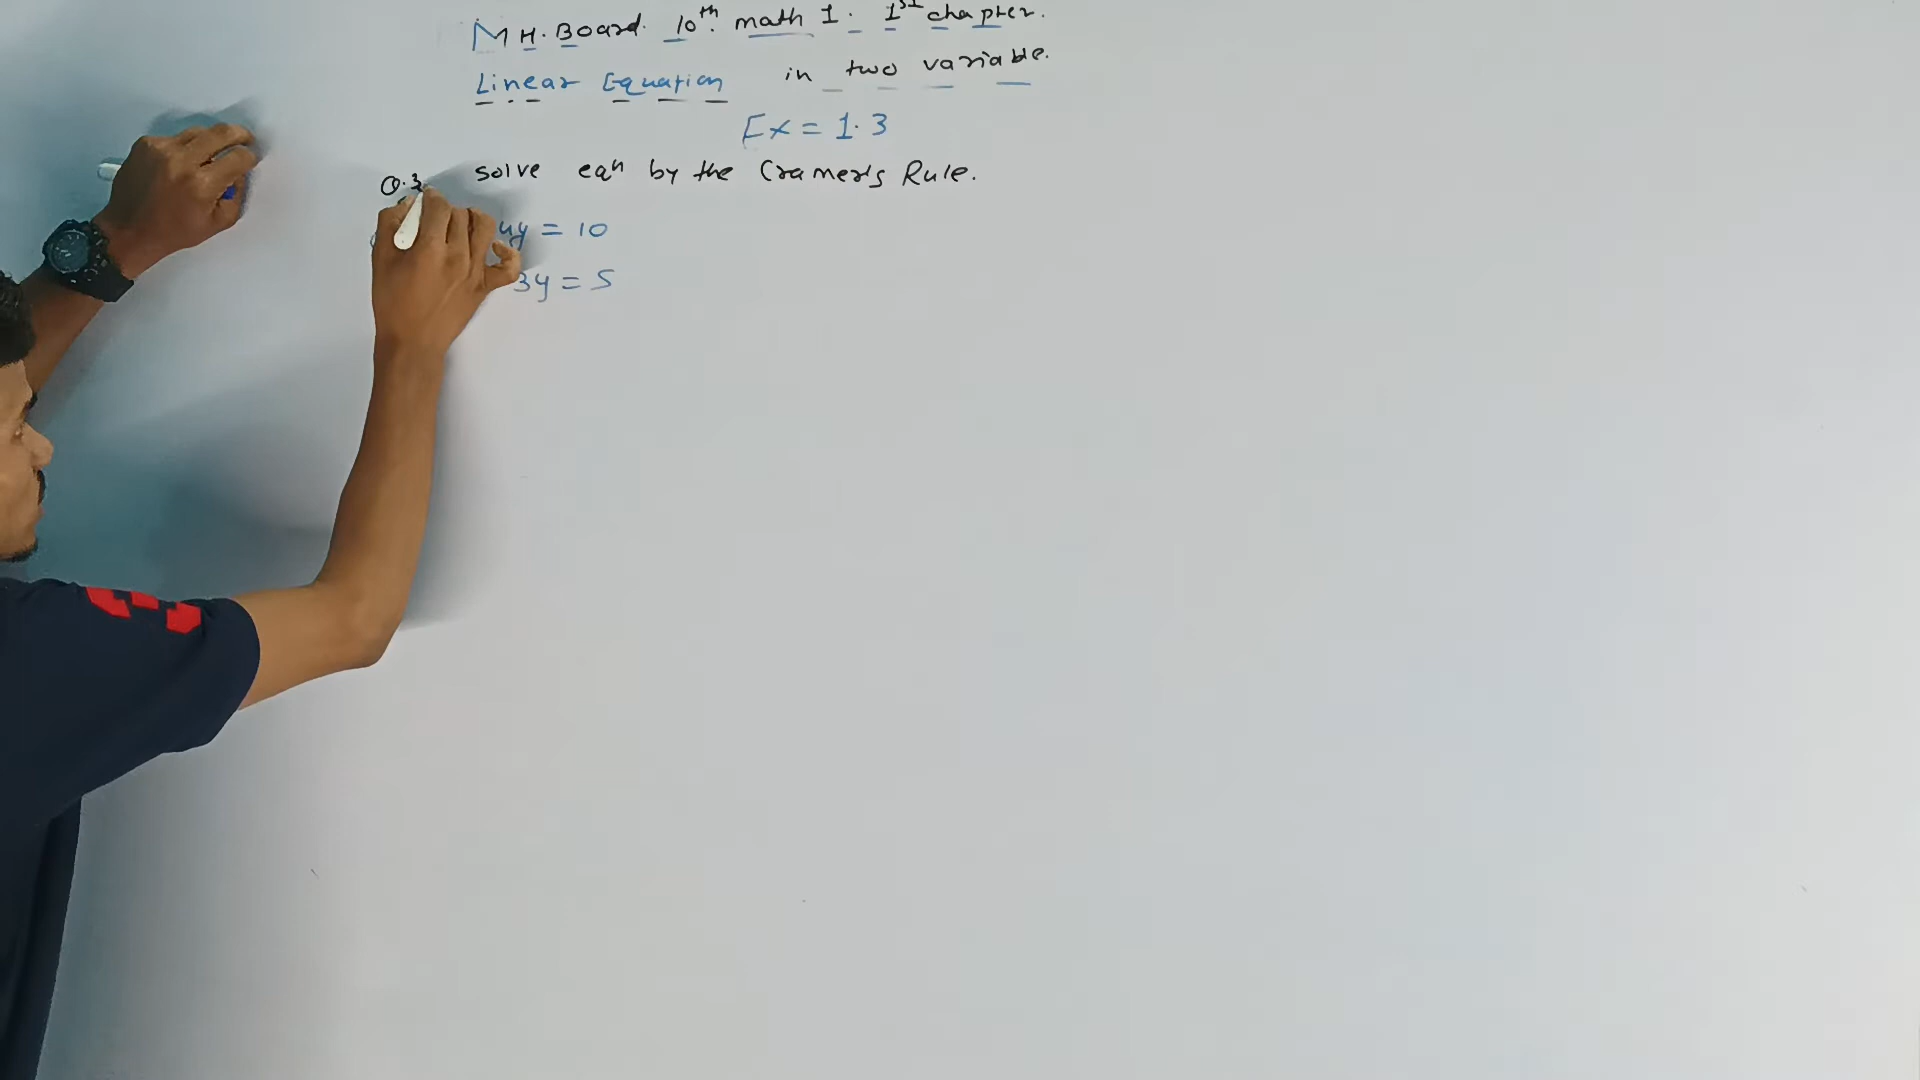 MH.Board. 10th. math 1. 1st chapter.
Linear Equation in two variable.
Ex = 1.3
Q.3 solve eqn by the Cramer's Rule.
4y = 10
3y = 5